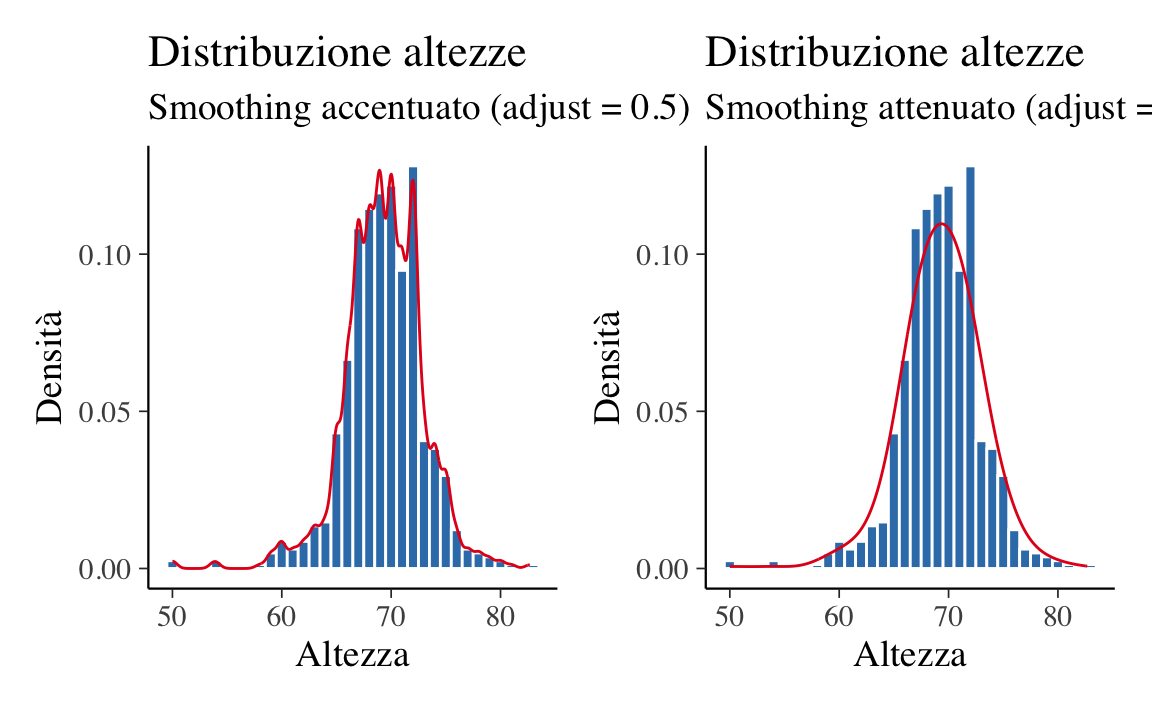 Distribuzione altezze
Smoothing accentuato (adjust = 0.5)
Densità
0.10
0.05
0.00
50 60 70 80
Altezza
Distribuzione altezze
Smoothing attenuato (adjust =
Densità
0.10
0.05
0.00
50 60 70 80
Altezza